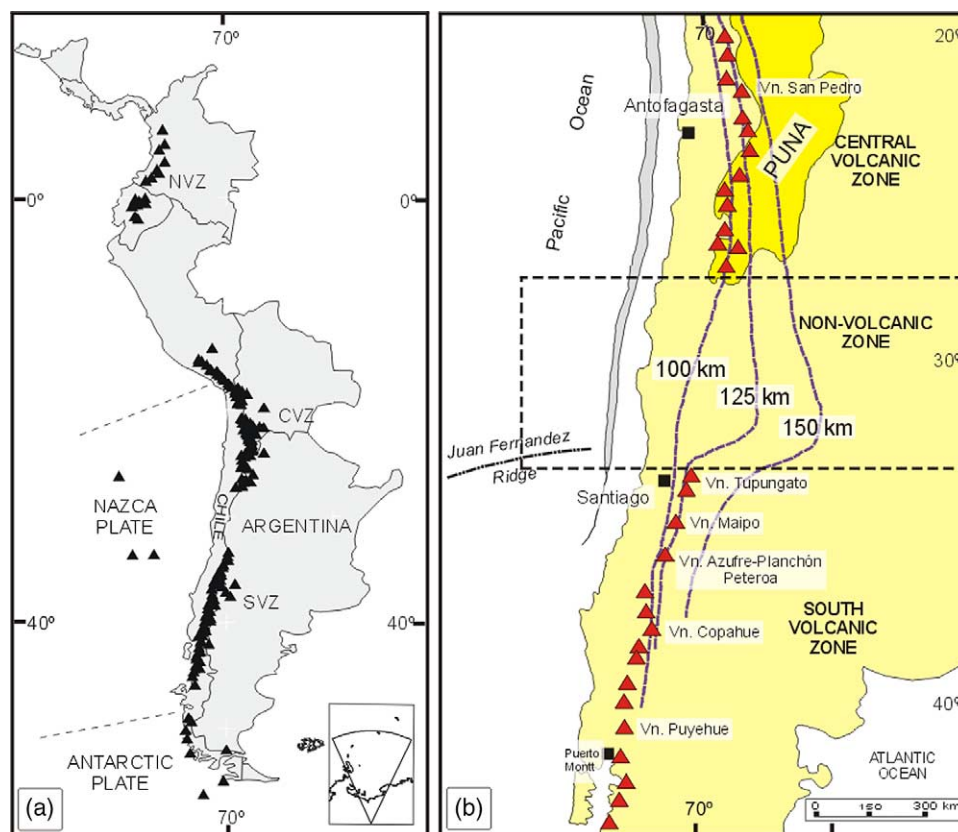 70º
NVZ
0º
CVZ
NAZCA
PLATE
CHILE
ARGENTINA
SVZ
40º
40º
ANTARCTIC
PLATE
(a)
70º
70
20º
Ocean
Pacific
Antofagasta
Vn. San Pedro
PUNA
CENTRAL
VOLCANIC
ZONE
NON-VOLCANIC
ZONE
30º
100 km
125 km
150 km
Juan Fernandez
Ridge
Santiago
Vn. Tupungato
Vn. Maipo
Vn. Azufre-Planchón
Peteroa
SOUTH
VOLCANIC
ZONE
Vn. Copahue
40º
Vn. Puyehue
Puerto
Montt
ATLANTIC
OCEAN
0 150 300 km
(b)
70º